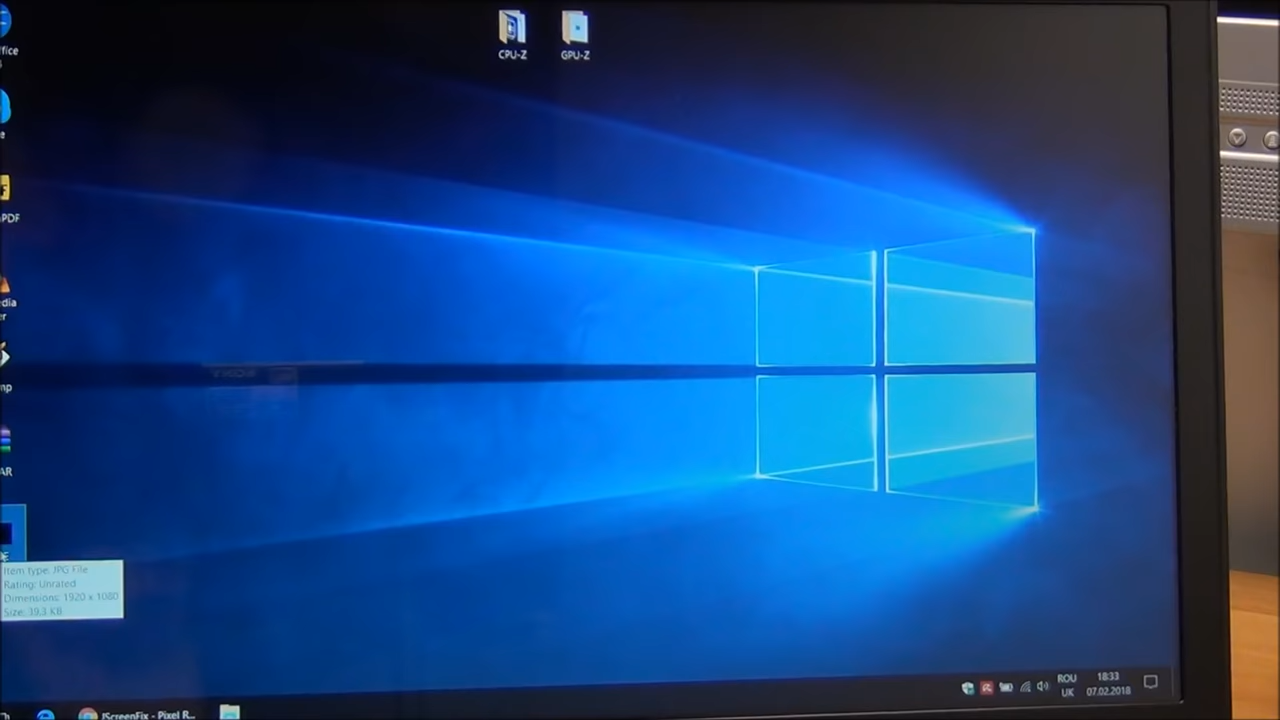 CPU-Z
GPU-Z
ffice
PDF
edia
er
mp
AR
Item type: JPG File
Rating: Unrated
Dimensions: 1920 x 1080
Size: 39,3 KB
JScreenFix - Pixel R...
ROU
UK
18:33
07.02.2018